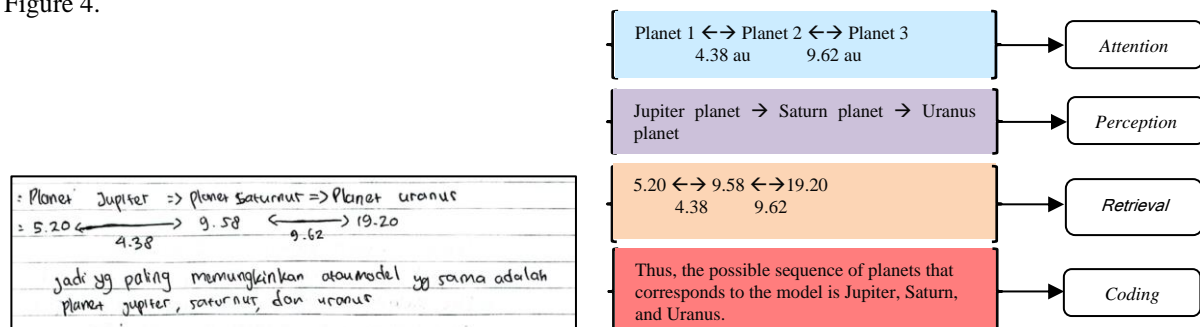 Figure 4.
: Planet Jupiter => planet saturnut => Planet uranus
: 5.20 ⟷ 9.58 ⟷ 19.20
4.38 9.62
jadi yg paling memungkinkan atau model yg sama adalah
planet jupiter, saturnus, dan uranus
Planet 1 ←→ Planet 2 ←→ Planet 3
4.38 au 9.62 au
Attention
Jupiter planet → Saturn planet → Uranus
planet
Perception
5.20 ←→ 9.58 ←→19.20
4.38 9.62
Retrieval
Thus, the possible sequence of planets that
corresponds to the model is Jupiter, Saturn,
and Uranus.
Coding